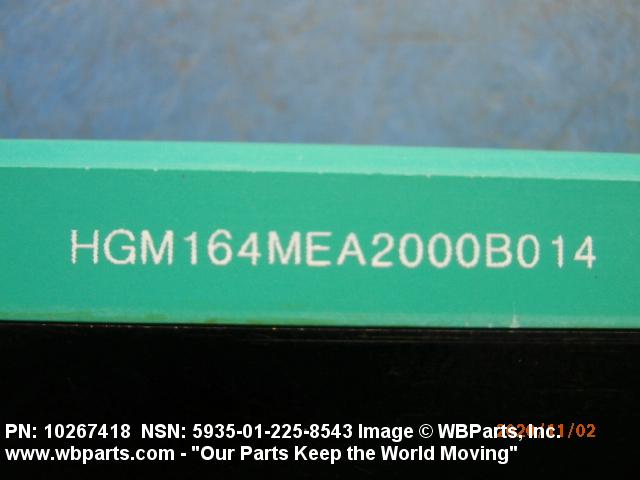 HGM164MEA2000B014
PN: 10267418 NSN: 5935-01-225-8543 Image © WBParts, Inc.
www.wbparts.com - "Our Parts Keep the World Moving"